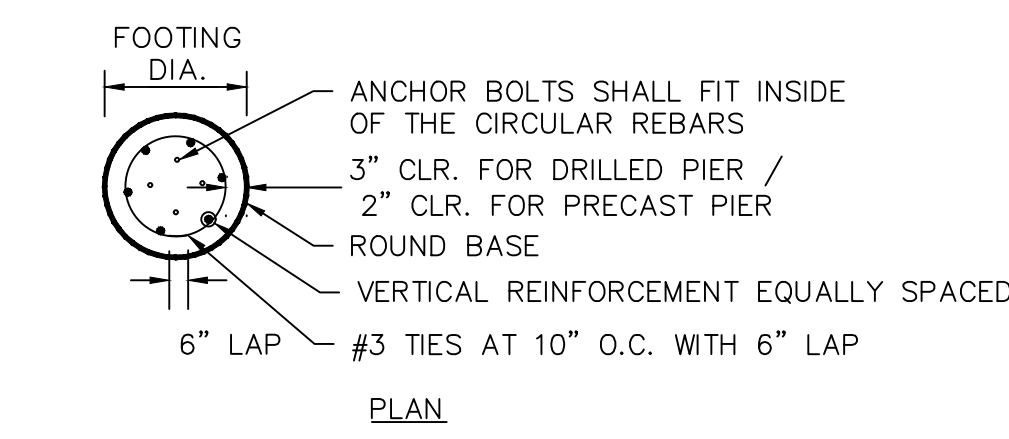 FOOTING
DIA.
ANCHOR BOLTS SHALL FIT INSIDE
OF THE CIRCULAR REBARS
3” CLR. FOR DRILLED PIER /
2” CLR. FOR PRECAST PIER
ROUND BASE
VERTICAL REINFORCEMENT EQUALLY SPACED
6” LAP
#3 TIES AT 10” O.C. WITH 6” LAP
PLAN